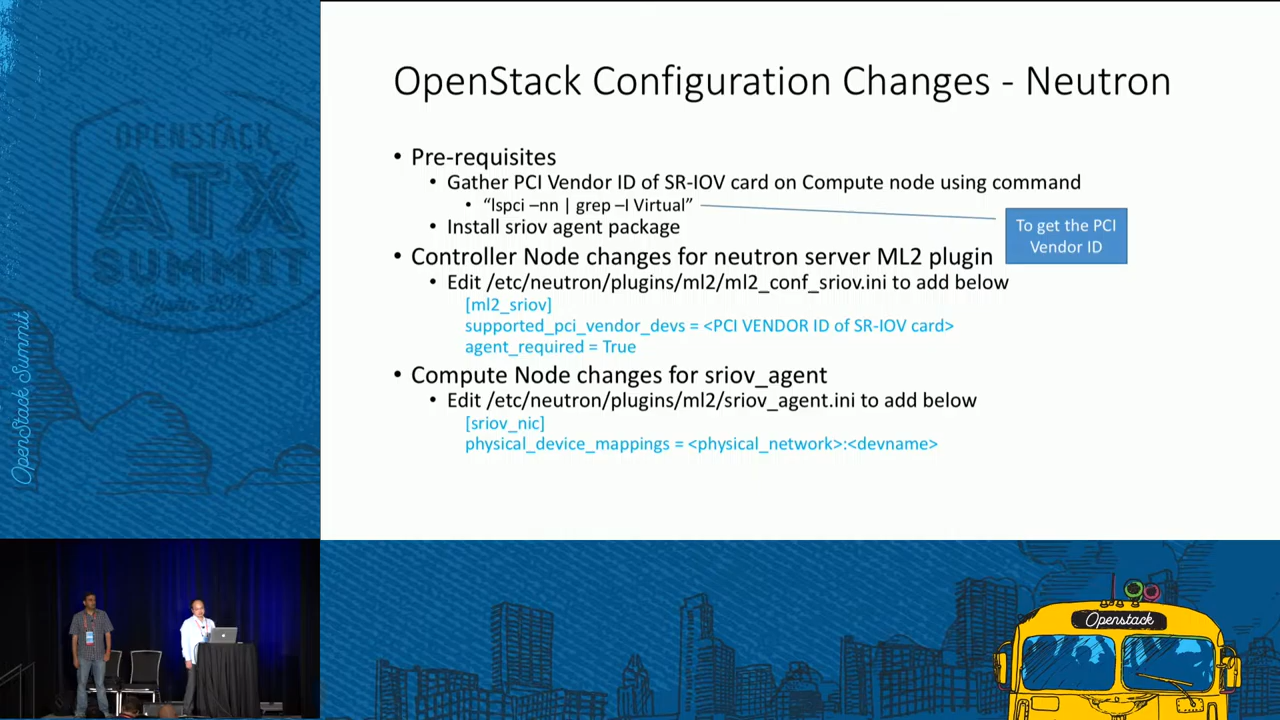 OpenStack Configuration Changes - Neutron
• Pre-requisites
• Gather PCI Vendor ID of SR-IOV card on Compute node using command
• “lspci –nn | grep –I Virtual”
To get the PCI
Vendor ID
• Install sriov agent package
• Controller Node changes for neutron server ML2 plugin
• Edit /etc/neutron/plugins/ml2/ml2_conf_sriov.ini to add below
[ml2_sriov]
supported_pci_vendor_devs = <PCI VENDOR ID of SR-IOV card>
agent_required = True
• Compute Node changes for sriov_agent
• Edit /etc/neutron/plugins/ml2/sriov_agent.ini to add below
[sriov_nic]
physical_device_mappings = <physical_network>:<devname>
OPENSTACK
ATX
SUMMIT
OpenStack Summit
Openstack